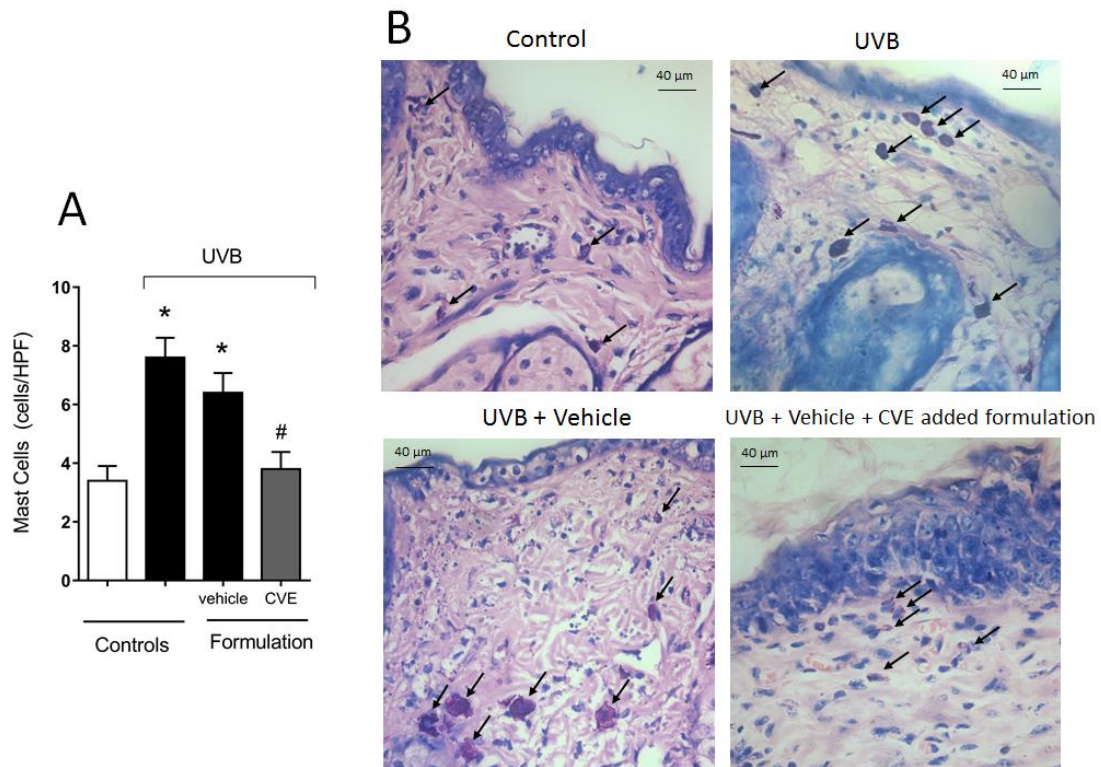 A
UVB
Mast Cells (cells/HPF)
10
8
6
4
2
0
*
*
#
vehicle
CVE
Controls
Formulation
B
Control
UVB
40 µm
40 µm
UVB + Vehicle
UVB + Vehicle + CVE added formulation
40 µm
40 µm